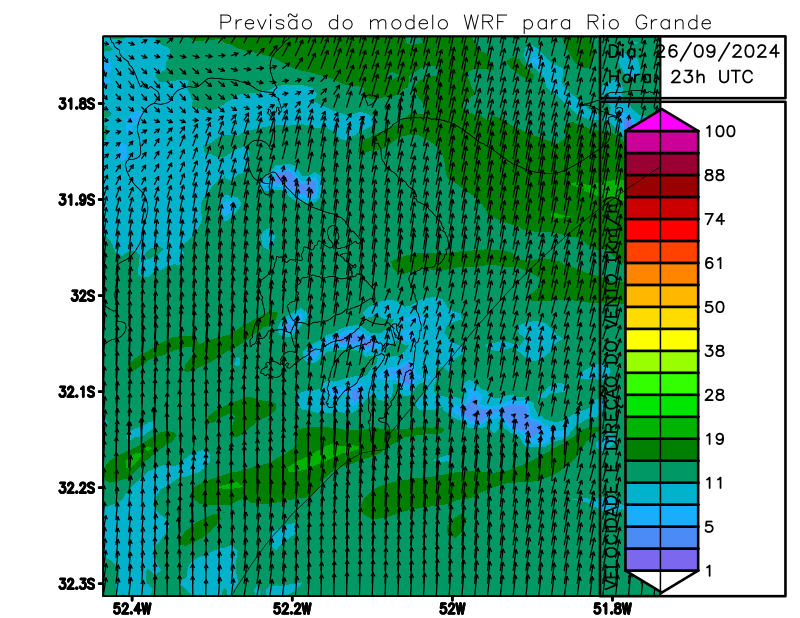 Previsão do modelo WRF para Rio Grande
Dia: 26/09/2024
Hora: 23h UTC
31.8S
31.9S
32S
32.1S
32.2S
32.3S
52.4W
52.2W
52W
51.8W
VELOCIDADE E DIREÇÃO DO VENTO (km/h)
100
88
74
61
50
38
28
19
11
5
1